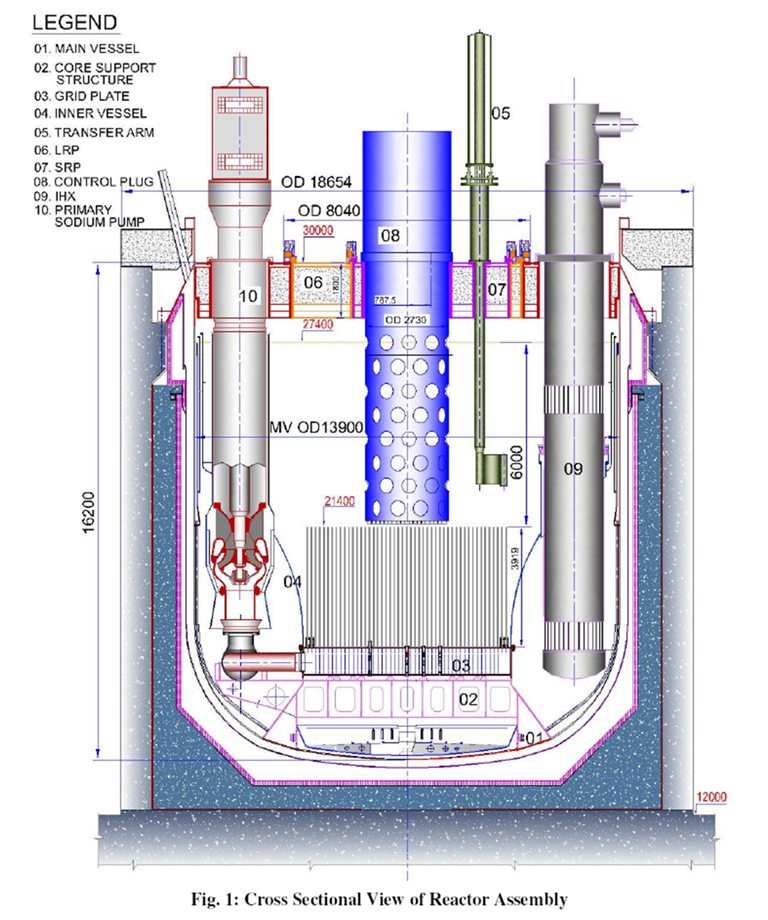 LEGEND
01. MAIN VESSEL
02. CORE SUPPORT
STRUCTURE
03. GRID PLATE
04. INNER VESSEL
05. TRANSFER ARM
06. LRP
07. SRP
08. CONTROL PLUG
09. IHX
10. PRIMARY
SODIUM PUMP
05
OD 18654
OD 8040
30000
08
06
07
10
1800
787.5
OD 2730
27400
MV OD13900
6000
09
16200
21400
3919
04
03
02
01
12000
Fig. 1: Cross Sectional View of Reactor Assembly